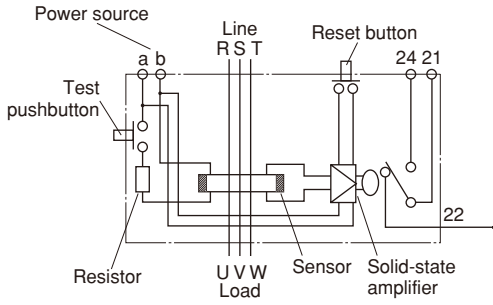 Power source
a b
Line
R S T
Reset button
24 21
Test
pushbutton
22
Resistor
U V W
Load
Sensor
Solid-state
amplifier